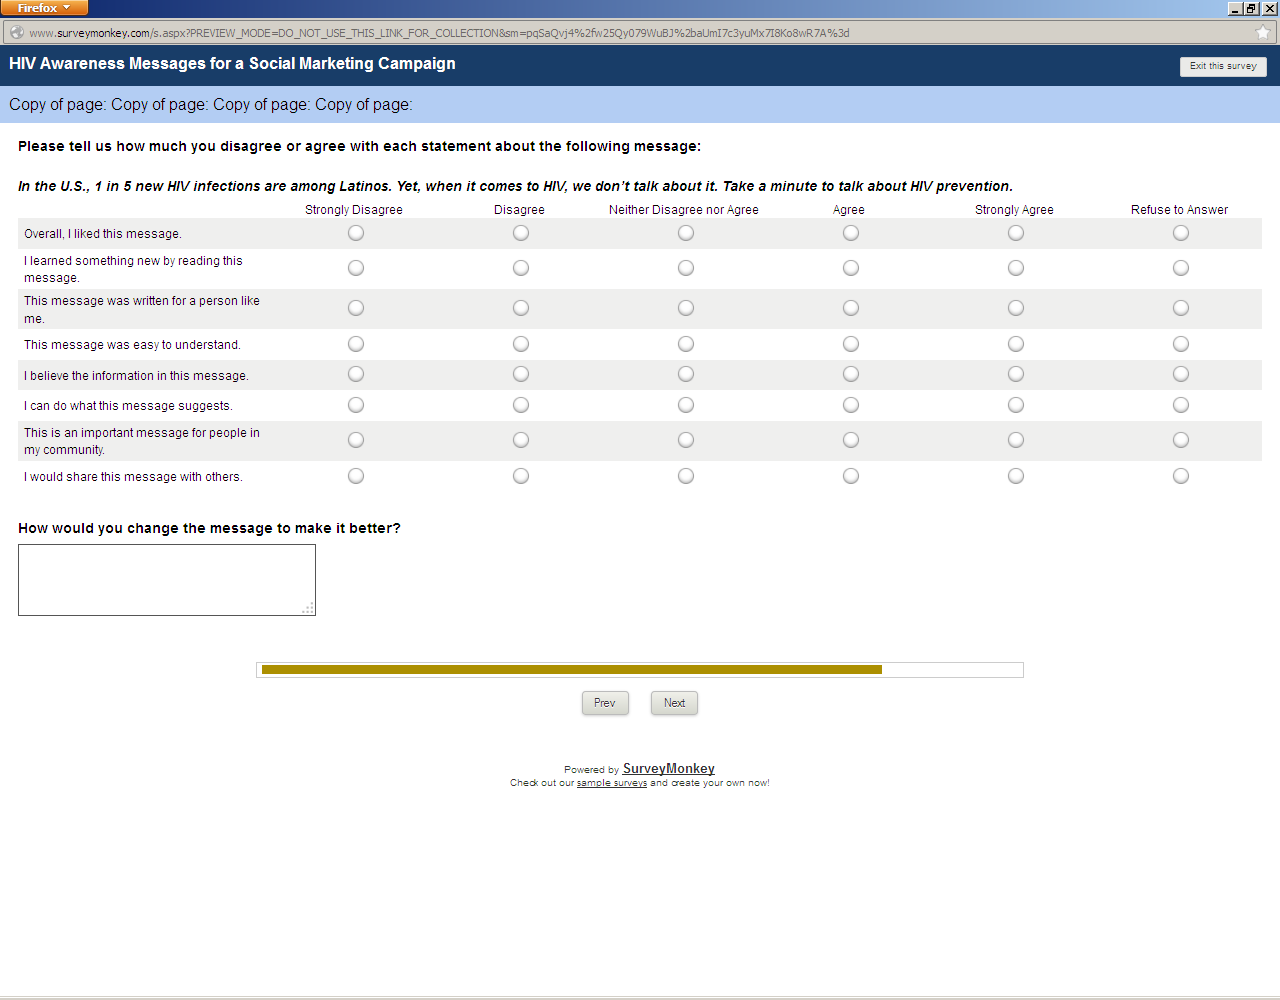 Firefox
www.surveymonkey.com/s.aspx?PREVIEW_MODE=DO_NOT_USE_THIS_LINK_FOR_COLLECTION&sm=pqSaQvj4%2fw25Qy079WuBJ%2baUmI7c3yuMx7I8Ko8wR7A%3d
HIV Awareness Messages for a Social Marketing Campaign
Exit this survey
Copy of page: Copy of page: Copy of page: Copy of page:
Please tell us how much you disagree or agree with each statement about the following message:
In the U.S., 1 in 5 new HIV infections are among Latinos. Yet, when it comes to HIV, we don't talk about it. Take a minute to talk about HIV prevention.
Strongly Disagree Disagree Neither Disagree nor Agree Agree Strongly Agree Refuse to Answer
Overall, I liked this message.
I learned something new by reading this
message.
This message was written for a person like
me.
This message was easy to understand.
I believe the information in this message.
I can do what this message suggests.
This is an important message for people in
my community.
I would share this message with others.
How would you change the message to make it better?
Prev Next
Powered by SurveyMonkey
Check out our sample surveys and create your own now!